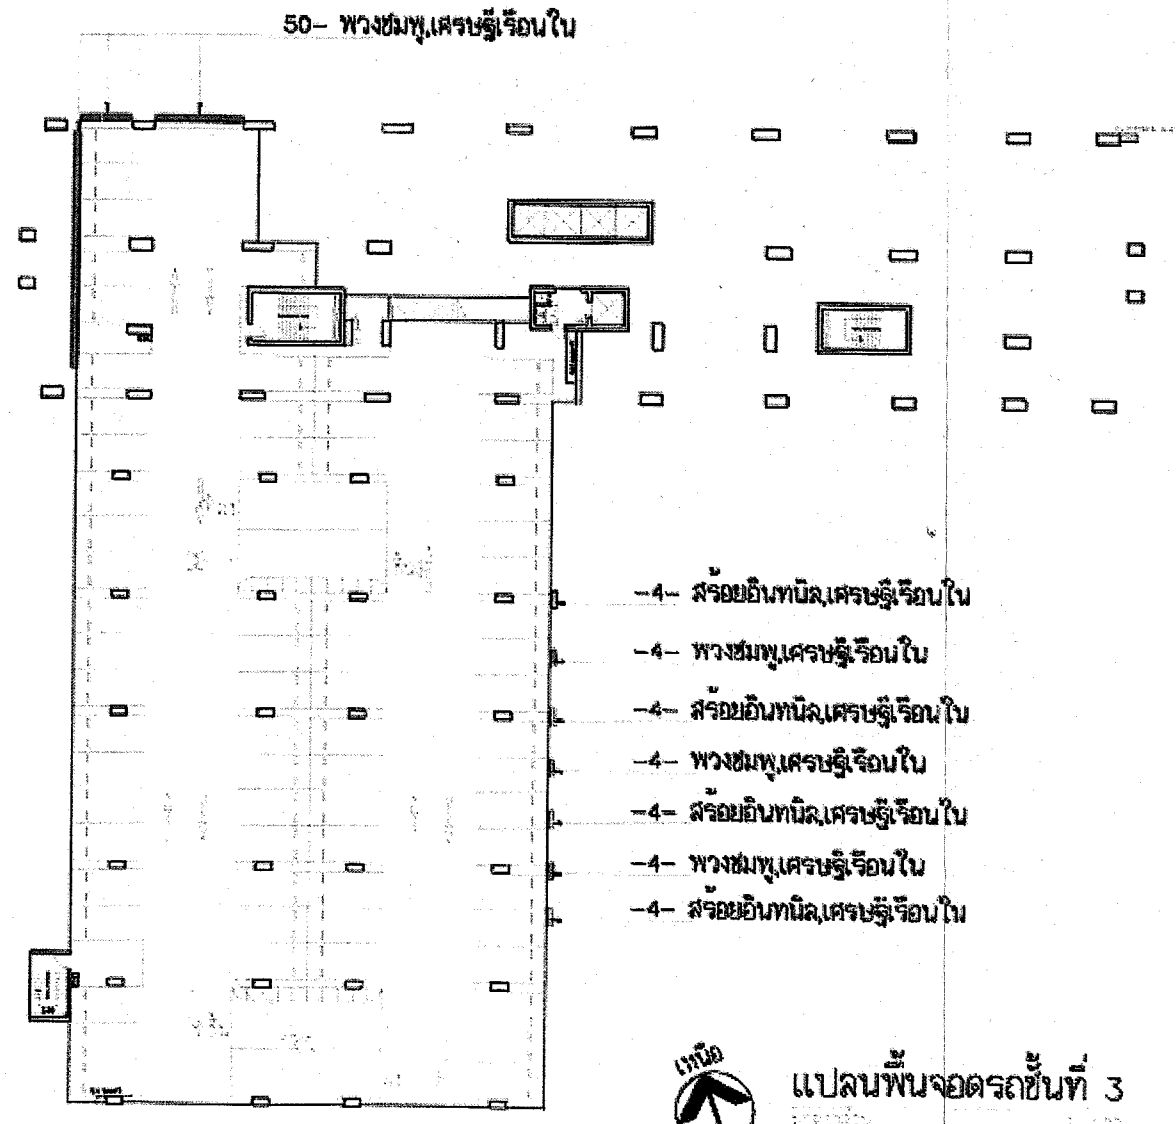 50- พวงชมพู,เศรษฐีเรือนใน
-4- สร้อยอินทนิล,เศรษฐีเรือนใน
-4- พวงชมพู,เศรษฐีเรือนใน
-4- สร้อยอินทนิล,เศรษฐีเรือนใน
-4- พวงชมพู,เศรษฐีเรือนใน
-4- สร้อยอินทนิล,เศรษฐีเรือนใน
-4- พวงชมพู,เศรษฐีเรือนใน
-4- สร้อยอินทนิล,เศรษฐีเรือนใน
เหนือ
แปลนพื้นจอดรถชั้นที่ 3